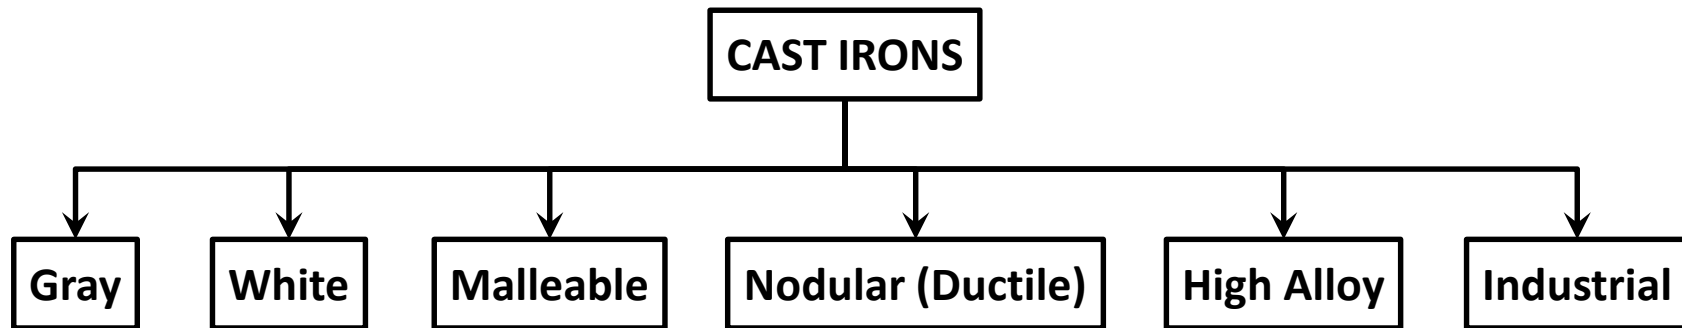 CAST IRONS
Gray
White
Malleable
Nodular (Ductile)
High Alloy
Industrial